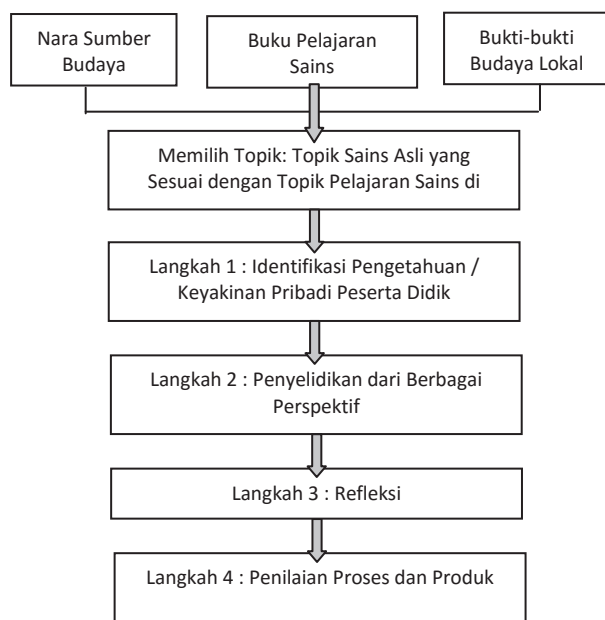 Nara Sumber
Budaya
Buku Pelajaran
Sains
Bukti-bukti
Budaya Lokal
Memilih Topik: Topik Sains Asli yang
Sesuai dengan Topik Pelajaran Sains di
Langkah 1 : Identifikasi Pengetahuan /
Keyakinan Pribadi Peserta Didik
Langkah 2 : Penyelidikan dari Berbagai
Perspektif
Langkah 3 : Refleksi
Langkah 4 : Penilaian Proses dan Produk